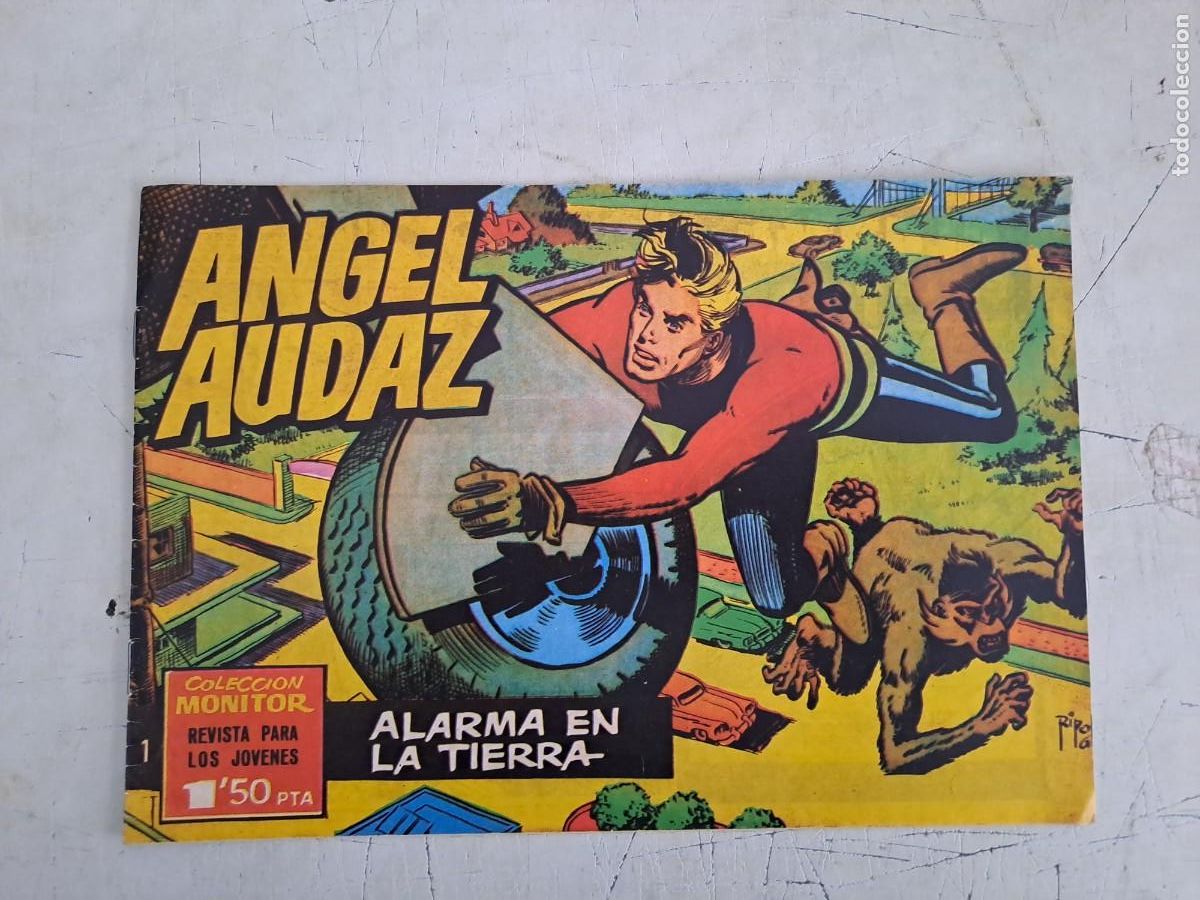 ANGEL
AUDAZ
COLECCION
MONITOR
REVISTA PARA
LOS JOVENES
1'50 PTA
1
ALARMA EN
LA TIERRA
todocoleccion